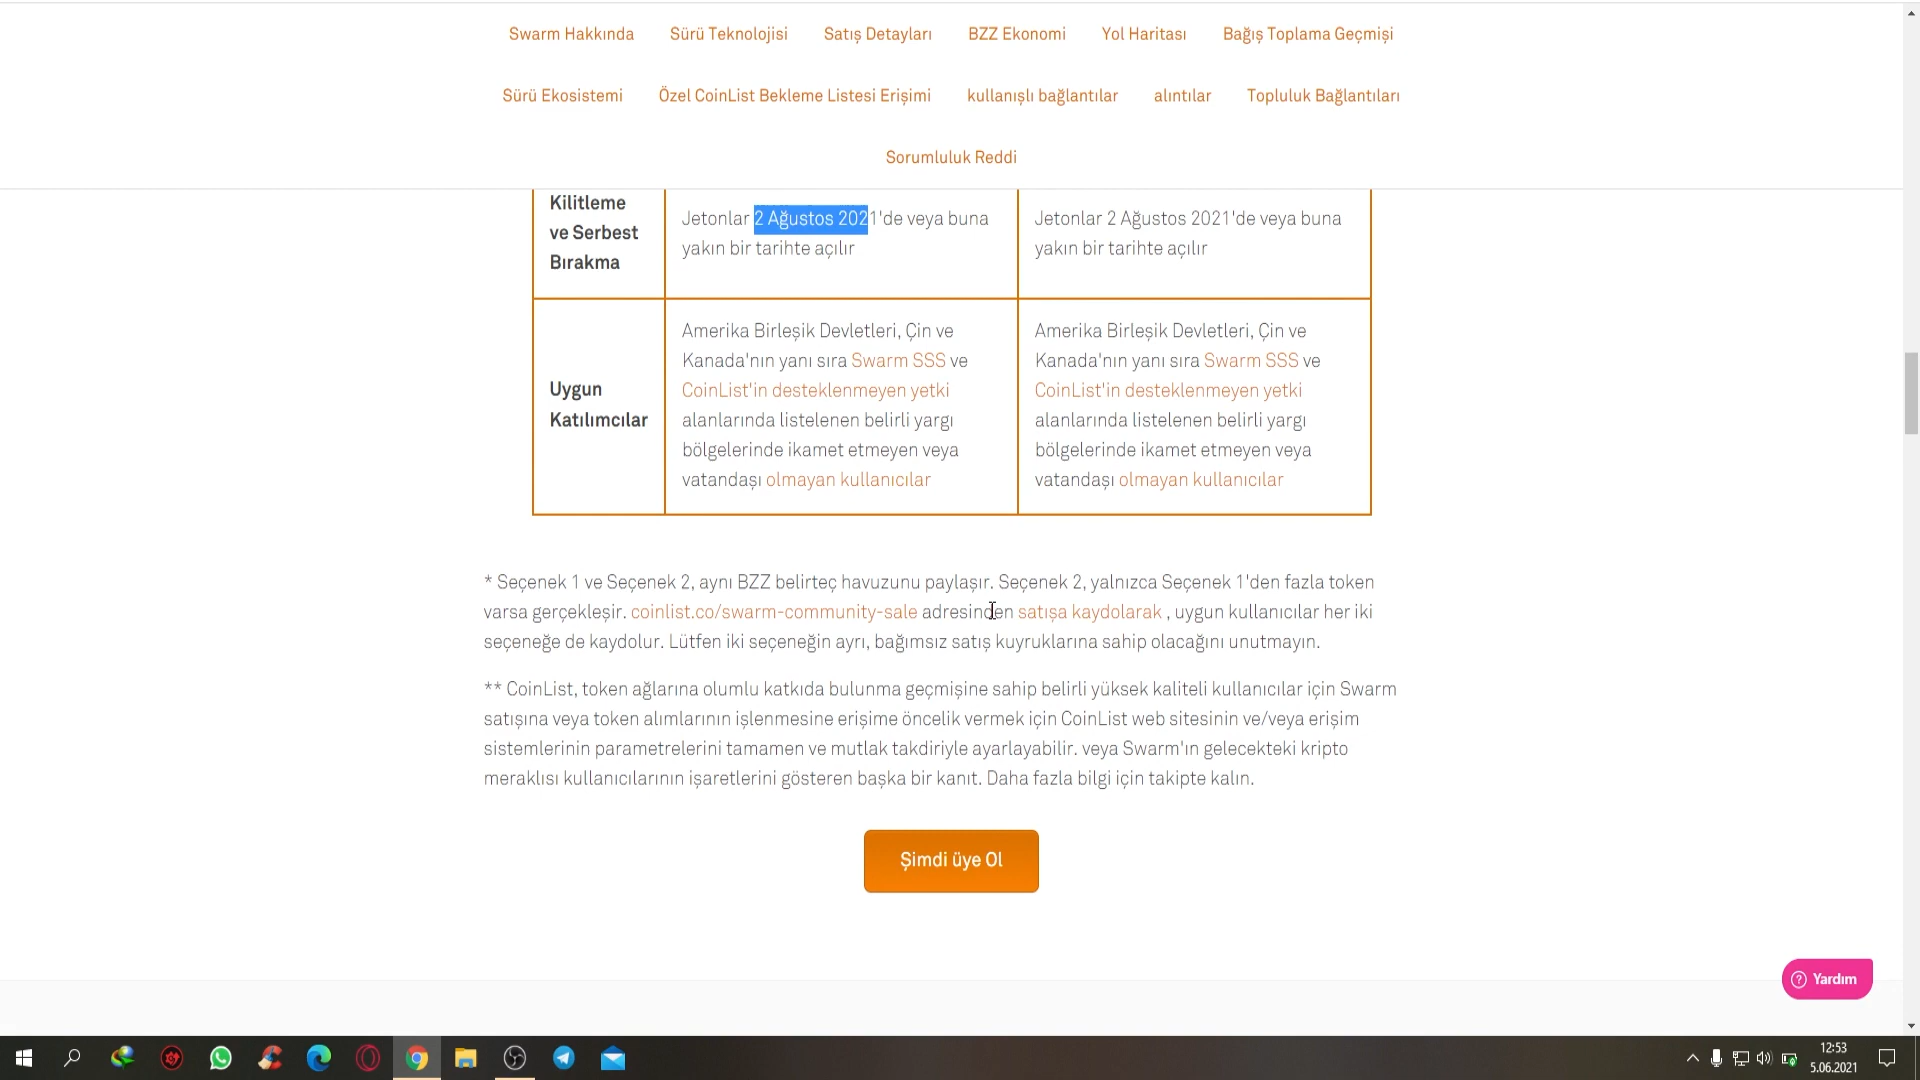 Swarm Hakkında Sürü Teknolojisi Satış Detayları BZZ Ekonomi Yol Haritası Bağış Toplama Geçmişi
Sürü Ekosistemi Özel CoinList Bekleme Listesi Erişimi kullanışlı bağlantılar alıntılar Topluluk Bağlantıları
Sorumluluk Reddi
Kilitleme
ve Serbest
Bırakma
Jetonlar 2 Ağustos 2021'de veya buna
yakın bir tarihte açılır
Jetonlar 2 Ağustos 2021'de veya buna
yakın bir tarihte açılır
Uygun
Katılımcılar
Amerika Birleşik Devletleri, Çin ve
Kanada'nın yanı sıra Swarm SSS ve
CoinList'in desteklenmeyen yetki
alanlarında listelenen belirli yargı
bölgelerinde ikamet etmeyen veya
vatandaşı olmayan kullanıcılar
Amerika Birleşik Devletleri, Çin ve
Kanada'nın yanı sıra Swarm SSS ve
CoinList'in desteklenmeyen yetki
alanlarında listelenen belirli yargı
bölgelerinde ikamet etmeyen veya
vatandaşı olmayan kullanıcılar
* Seçenek 1 ve Seçenek 2, aynı BZZ belirteç havuzunu paylaşır. Seçenek 2, yalnızca Seçenek 1'den fazla token
varsa gerçekleşir. coinlist.co/swarm-community-sale adresinden satışa kaydolarak , uygun kullanıcılar her iki
seçeneğe de kaydolur. Lütfen iki seçeneğin ayrı, bağımsız satış kuyruklarına sahip olacağını unutmayın.
** CoinList, token ağlarına olumlu katkıda bulunma geçmişine sahip belirli yüksek kaliteli kullanıcılar için Swarm
satışına veya token alımlarının işlenmesine erişime öncelik vermek için CoinList web sitesinin ve/veya erişim
sistemlerinin parametrelerini tamamen ve mutlak takdiriyle ayarlayabilir. veya Swarm'ın gelecekteki kripto
meraklısı kullanıcılarının işaretlerini gösteren başka bir kanıt. Daha fazla bilgi için takipte kalın.
Şimdi üye Ol
Yardım
12:53
5.06.2021